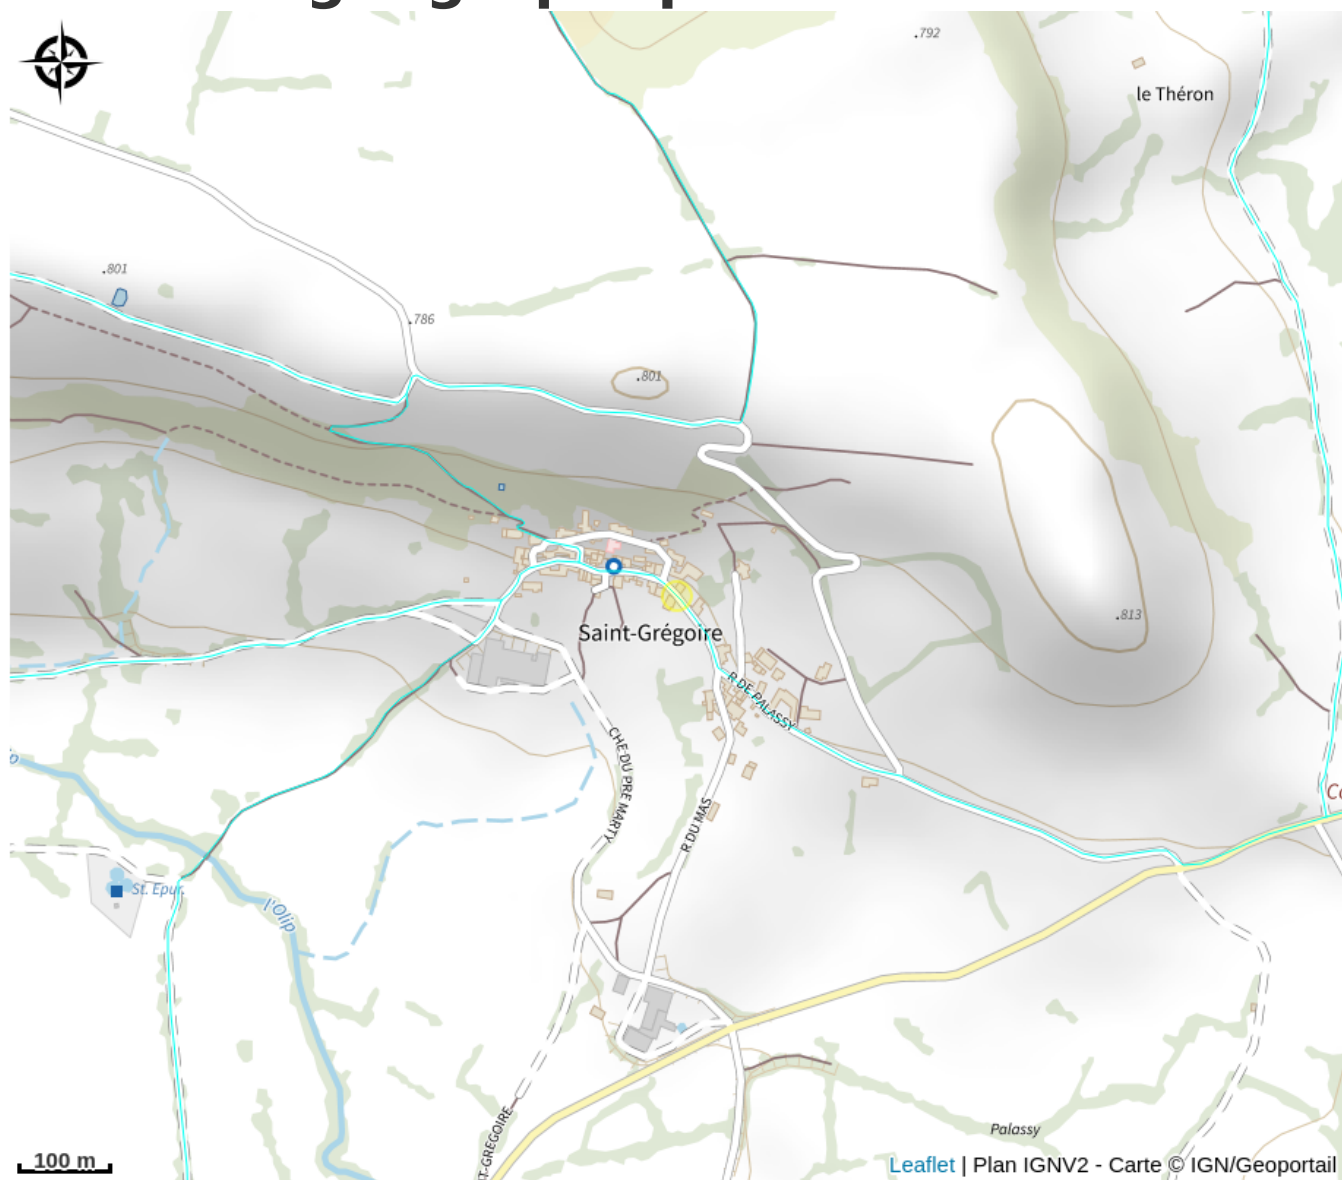 .792
le Théron
.801
.786
.801
.813
Saint-Grégoire
R DE PALASSY
CHE DU PRE MARTY
R DU MAS
St. Epur.
l'Olip
Palassy
T-GREGOIRE
100 m
Leaflet | Plan IGNV2 - Carte © IGN/Geoportail